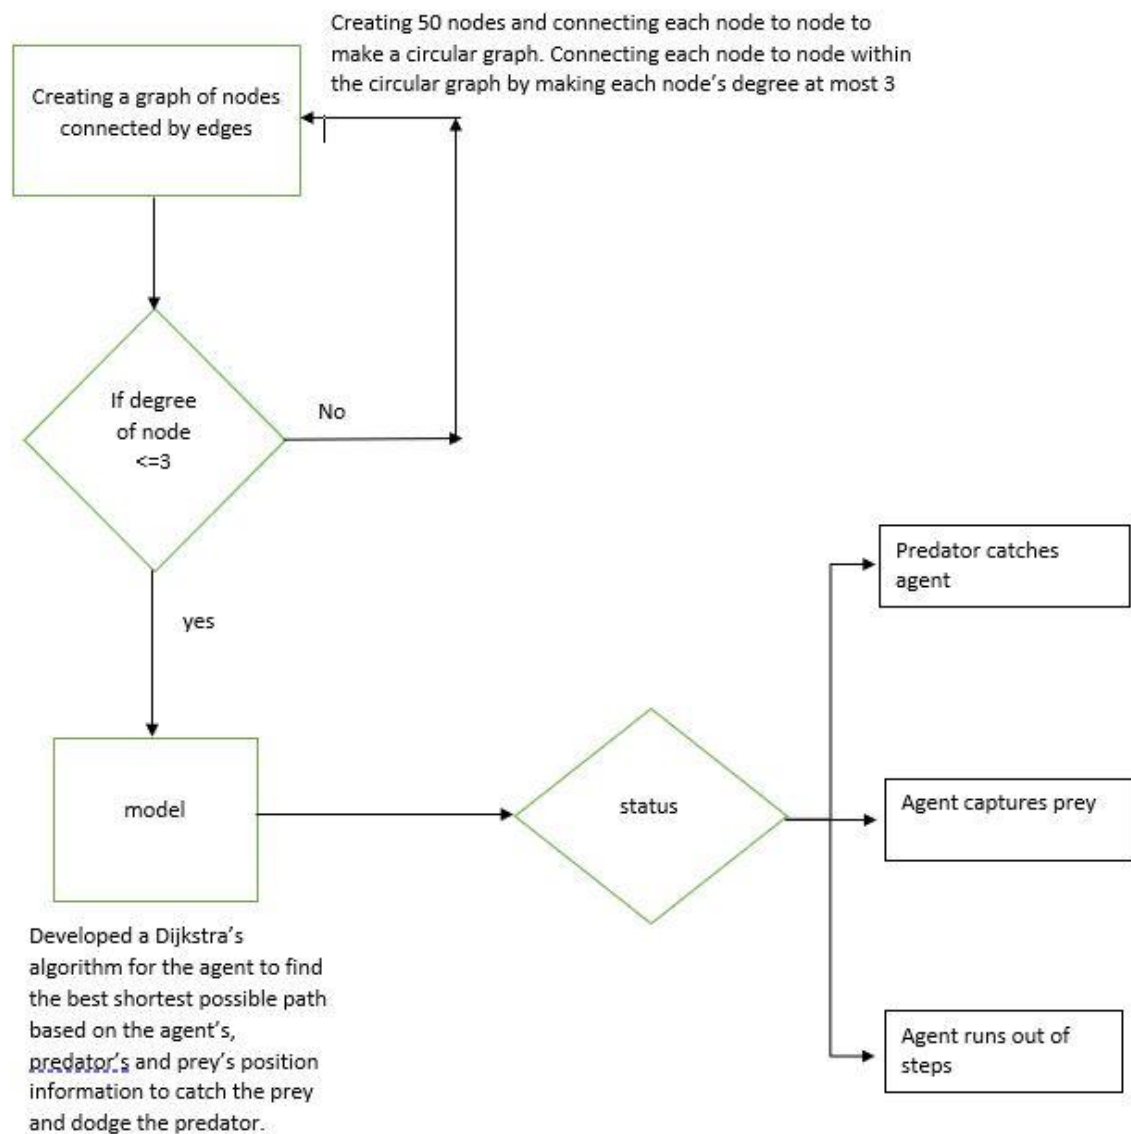 Creating 50 nodes and connecting each node to node to
make a circular graph. Connecting each node to node within
the circular graph by making each node’s degree at most 3
Creating a graph of nodes
connected by edges
If degree
of node
<=3
No
yes
Predator catches
agent
model
status
Agent captures prey
Agent runs out of
steps
Developed a Dijkstra’s
algorithm for the agent to find
the best shortest possible path
based on the agent’s,
predator’s and prey’s position
information to catch the prey
and dodge the predator.